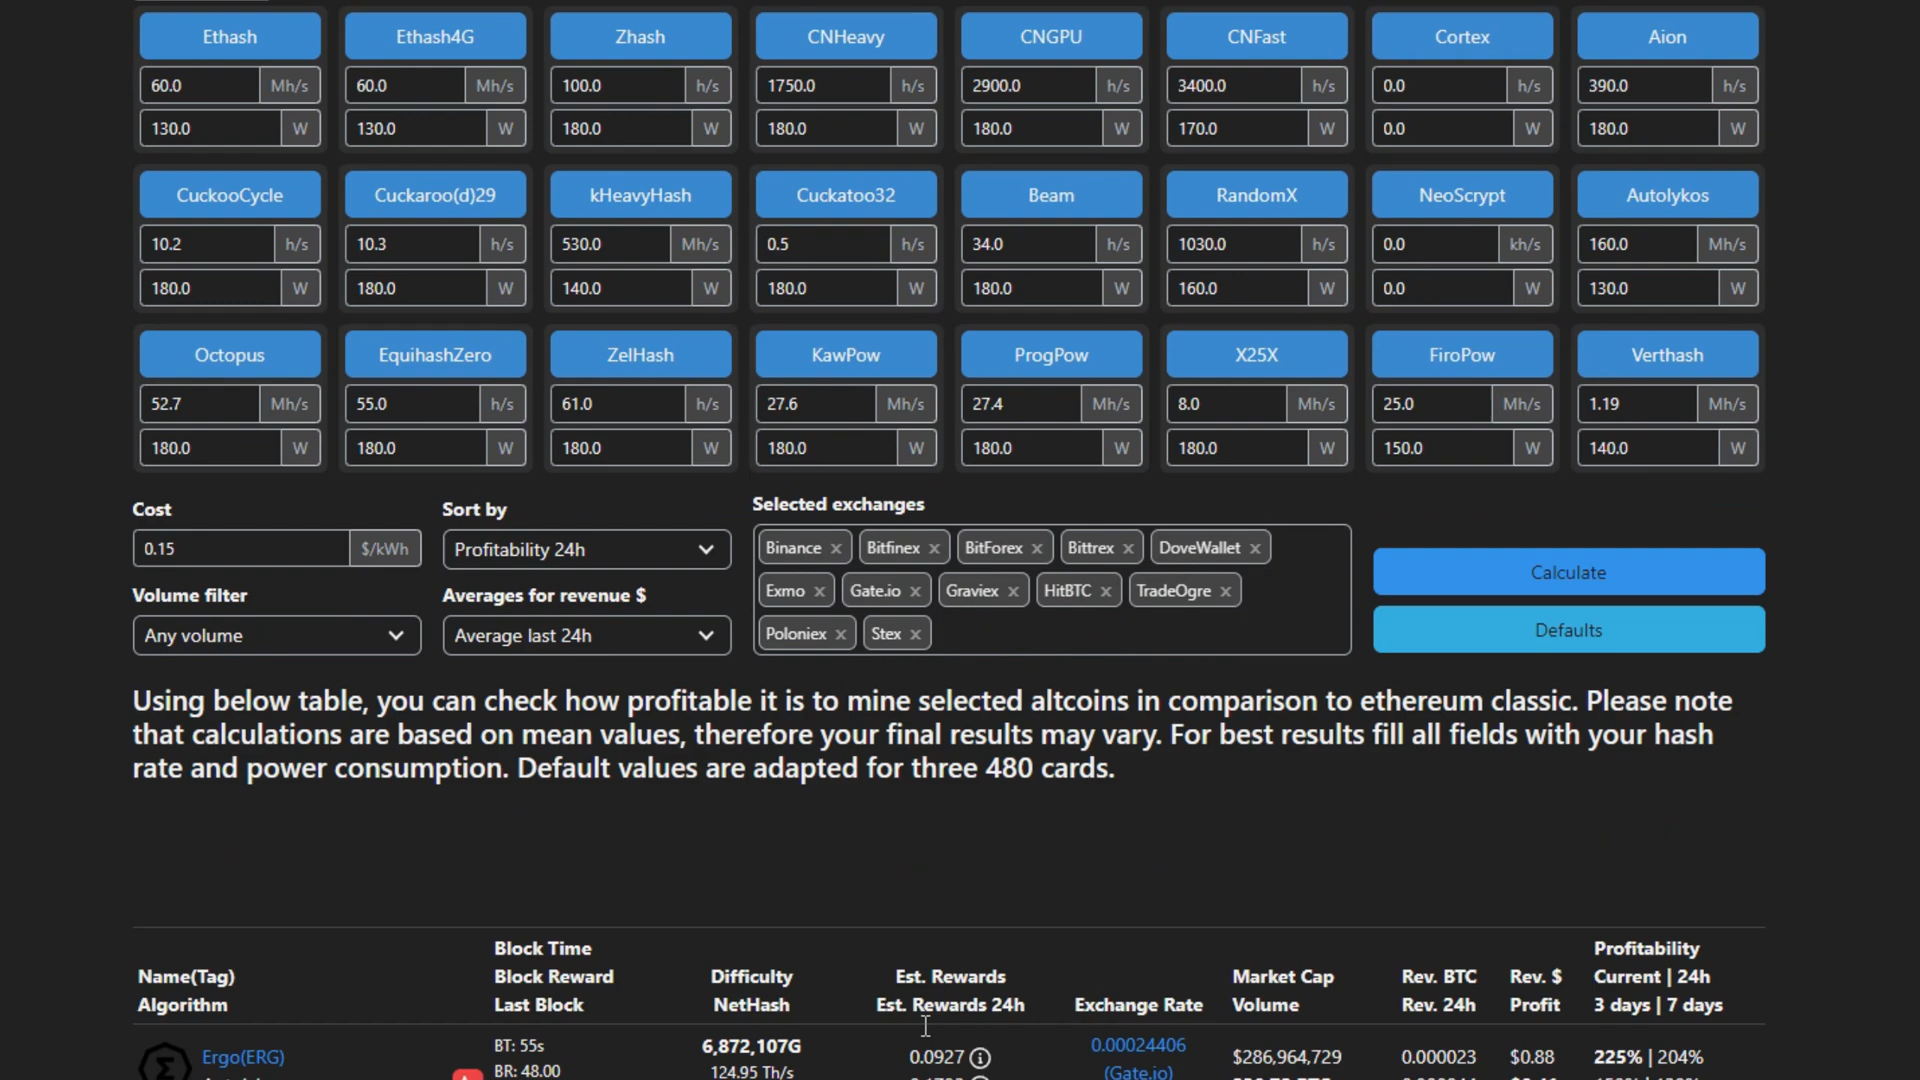 Ethash Ethash4G Zhash CNHeavy CNGPU CNFast Cortex Aion
60.0 Mh/s 60.0 Mh/s 100.0 h/s 1750.0 h/s 2900.0 h/s 3400.0 h/s 0.0 h/s 390.0 h/s
130.0 W 130.0 W 180.0 W 180.0 W 180.0 W 170.0 W 0.0 W 180.0 W
CuckooCycle Cuckaroo(d)29 kHeavyHash Cuckatoo32 Beam RandomX NeoScrypt Autolykos
10.2 h/s 10.3 h/s 530.0 Mh/s 0.5 h/s 34.0 h/s 1030.0 h/s 0.0 kh/s 160.0 Mh/s
180.0 W 180.0 W 140.0 W 180.0 W 180.0 W 160.0 W 0.0 W 130.0 W
Octopus EquihashZero ZelHash KawPow ProgPow X25X FiroPow Verthash
52.7 Mh/s 55.0 h/s 61.0 h/s 27.6 Mh/s 27.4 Mh/s 8.0 Mh/s 25.0 Mh/s 1.19 Mh/s
180.0 W 180.0 W 180.0 W 180.0 W 180.0 W 180.0 W 150.0 W 140.0 W
Cost Sort by Selected exchanges
0.15 $/kWh Profitability 24h Binance × Bitfinex × BitForex × Bittrex × DoveWallet ×
Exmo × Gate.io × Graviex × HitBTC × TradeOgre × Calculate
Volume filter Averages for revenue $
Any volume Average last 24h Poloniex × Stex × Defaults
Using below table, you can check how profitable it is to mine selected altcoins in comparison to ethereum classic. Please note
that calculations are based on mean values, therefore your final results may vary. For best results fill all fields with your hash
rate and power consumption. Default values are adapted for three 480 cards.
Block Time Profitability
Name(Tag) Block Reward Difficulty Est. Rewards Market Cap Rev. BTC Rev. $ Current | 24h
Algorithm Last Block NetHash Est. Rewards 24h Exchange Rate Volume Rev. 24h Profit 3 days | 7 days
Ergo(ERG) BT: 55s 6,872,107G 0.0927 0.00024406 $286,964,729 0.000023 $0.88 225% | 204%
BR: 48.00 124.95 Th/s (Gate.io)